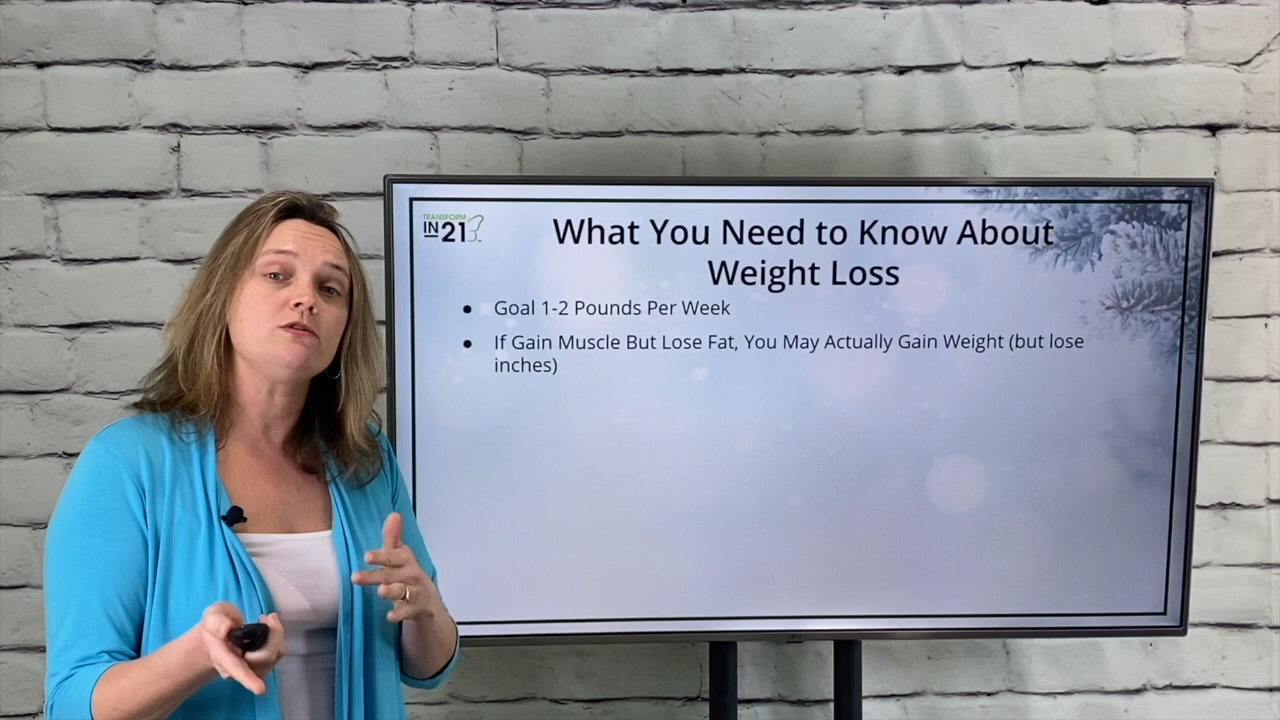 TRANSFORM
IN 21
What You Need to Know About
Weight Loss
• Goal 1-2 Pounds Per Week
• If Gain Muscle But Lose Fat, You May Actually Gain Weight (but lose
inches)